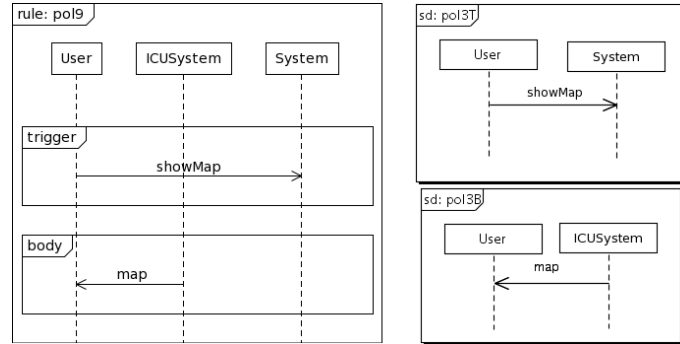 rule: pol9
User ICUSystem System
trigger
showMap
body
map
sd: pol3T
User System
showMap
sd: pol3B
User ICUSystem
map